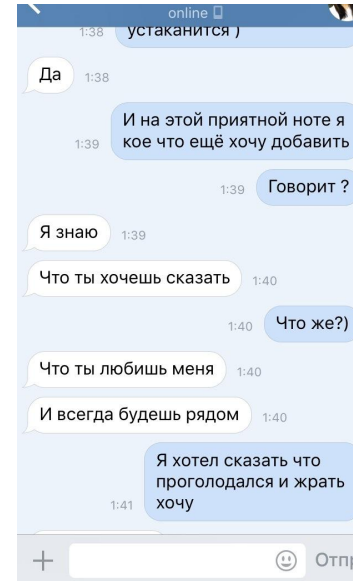 online
1:38 устаканится )
Да 1:38
И на этой приятной ноте я
1:39 кое что ещё хочу добавить
1:39 Говорит ?
Я знаю 1:39
Что ты хочешь сказать 1:40
1:40 Что же?)
Что ты любишь меня 1:40
И всегда будешь рядом 1:40
Я хотел сказать что
проголодался и жрать
1:41 хочу